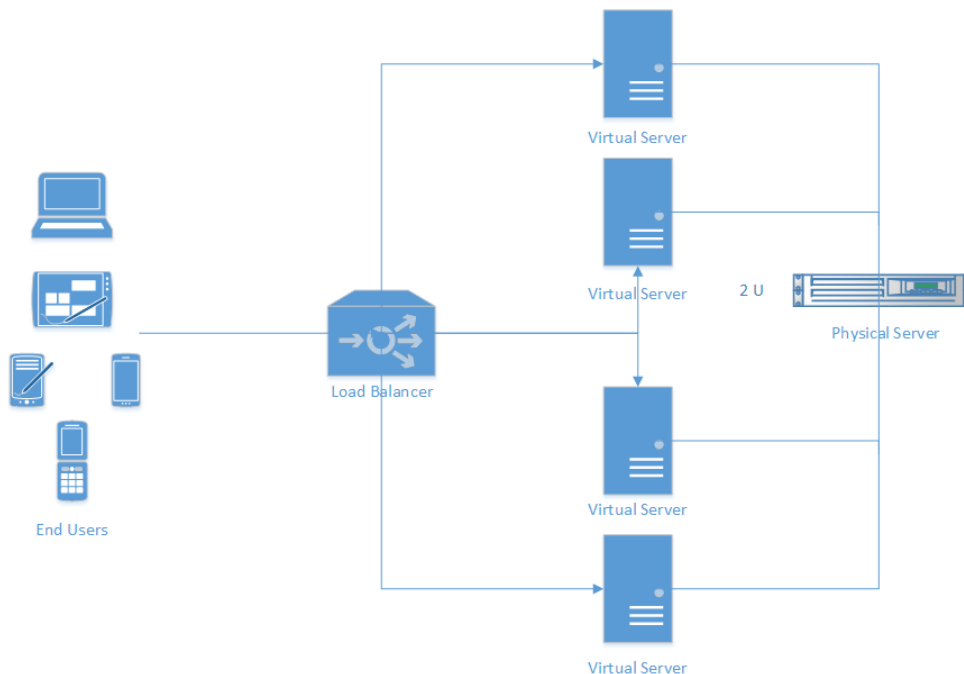 Virtual Server
Virtual Server
2 U
Physical Server
Load Balancer
Virtual Server
End Users
Virtual Server